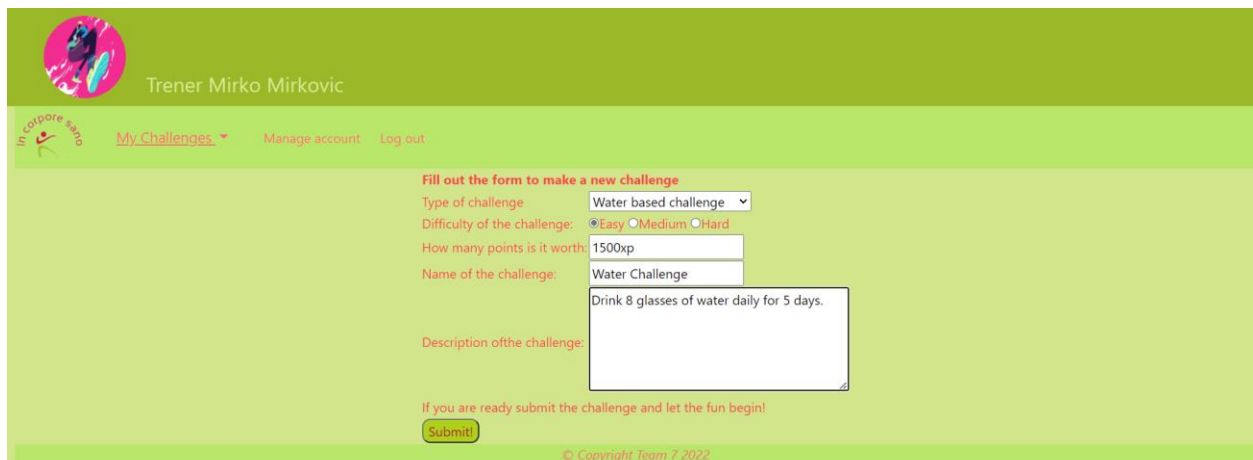 Trener Mirko Mirkovic
In corpore sano
My Challenges Manage account Log out
Fill out the form to make a new challenge
Type of challenge Water based challenge
Difficulty of the challenge: Easy Medium Hard
How many points is it worth: 1500xp
Name of the challenge: Water Challenge
Drink 8 glasses of water daily for 5 days.
Description ofthe challenge:
If you are ready submit the challenge and let the fun begin!
Submit!
© Copyright Team 7 2022